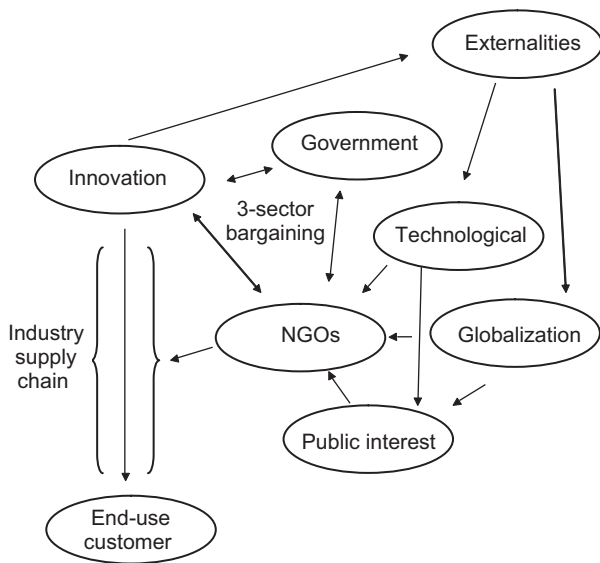 Externalities
Government
Innovation
3-sector
bargaining
Technological
Industry
supply
chain
NGOs
Globalization
Public interest
End-use
customer